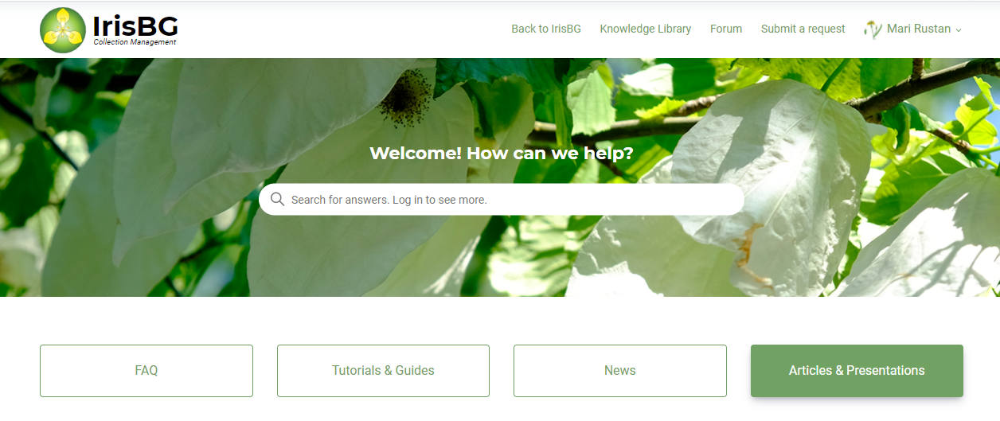 IrisBG
Collection Management
Back to IrisBG
Knowledge Library
Forum
Submit a request
Mari Rustan
Welcome! How can we help?
Search for answers. Log in to see more.
FAQ
Tutorials & Guides
News
Articles & Presentations